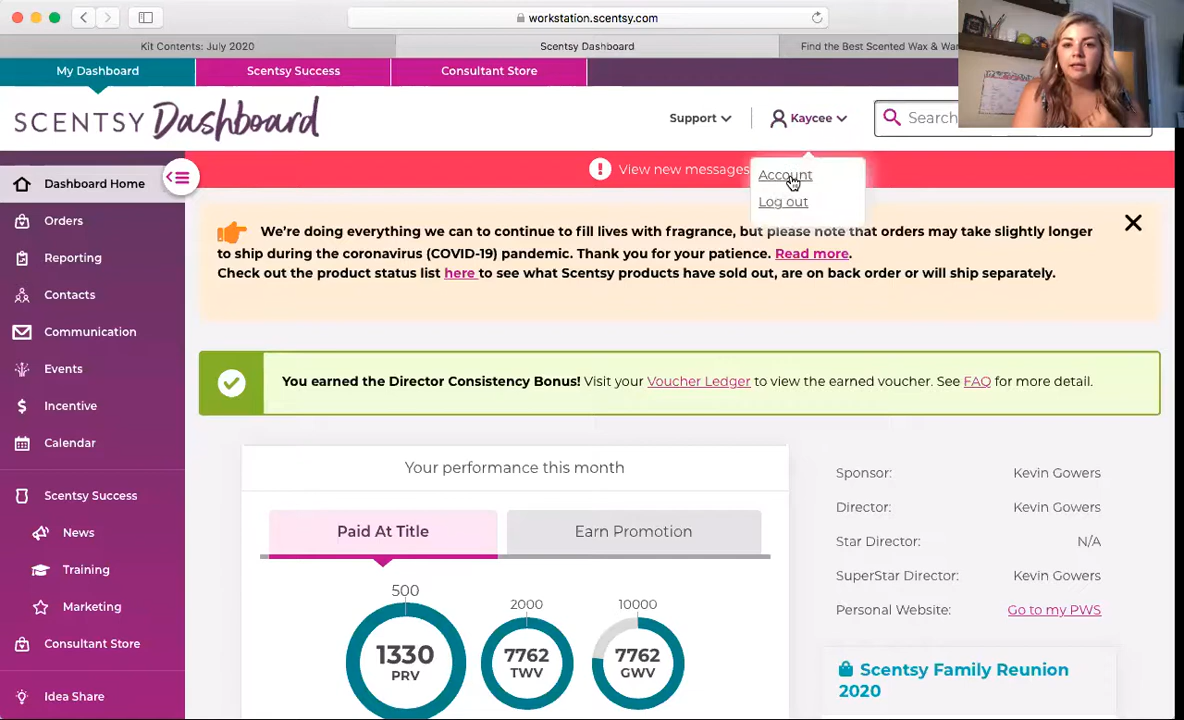 workstation.scentsy.com
Kit Contents: July 2020
Scentsy Dashboard
Find the Best Scented Wax & Wa
My Dashboard
Scentsy Success
Consultant Store
SCENTSY Dashboard
Support
Kaycee
Search
View new messages
Account
Log out
Dashboard Home
Orders
Reporting
Contacts
Communication
Events
Incentive
Calendar
Scentsy Success
News
Training
Marketing
Consultant Store
Idea Share
We're doing everything we can to continue to fill lives with fragrance, but please note that orders may take slightly longer
to ship during the coronavirus (COVID-19) pandemic. Thank you for your patience. Read more.
Check out the product status list here to see what Scentsy products have sold out, are on back order or will ship separately.
You earned the Director Consistency Bonus! Visit your Voucher Ledger to view the earned voucher. See FAQ for more detail.
Your performance this month
Paid At Title
Earn Promotion
500
1330
PRV
2000
7762
TWV
10000
7762
GWV
Sponsor: Kevin Gowers
Director: Kevin Gowers
Star Director: N/A
SuperStar Director: Kevin Gowers
Personal Website: Go to my PWS
Scentsy Family Reunion
2020